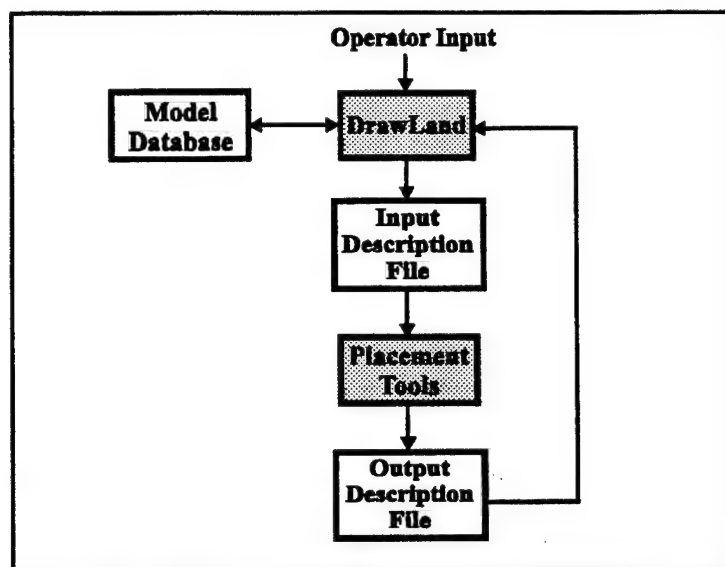 Operator Input
Model
Database
DrawLand
Input
Description
File
Placement
Tools
Output
Description
File